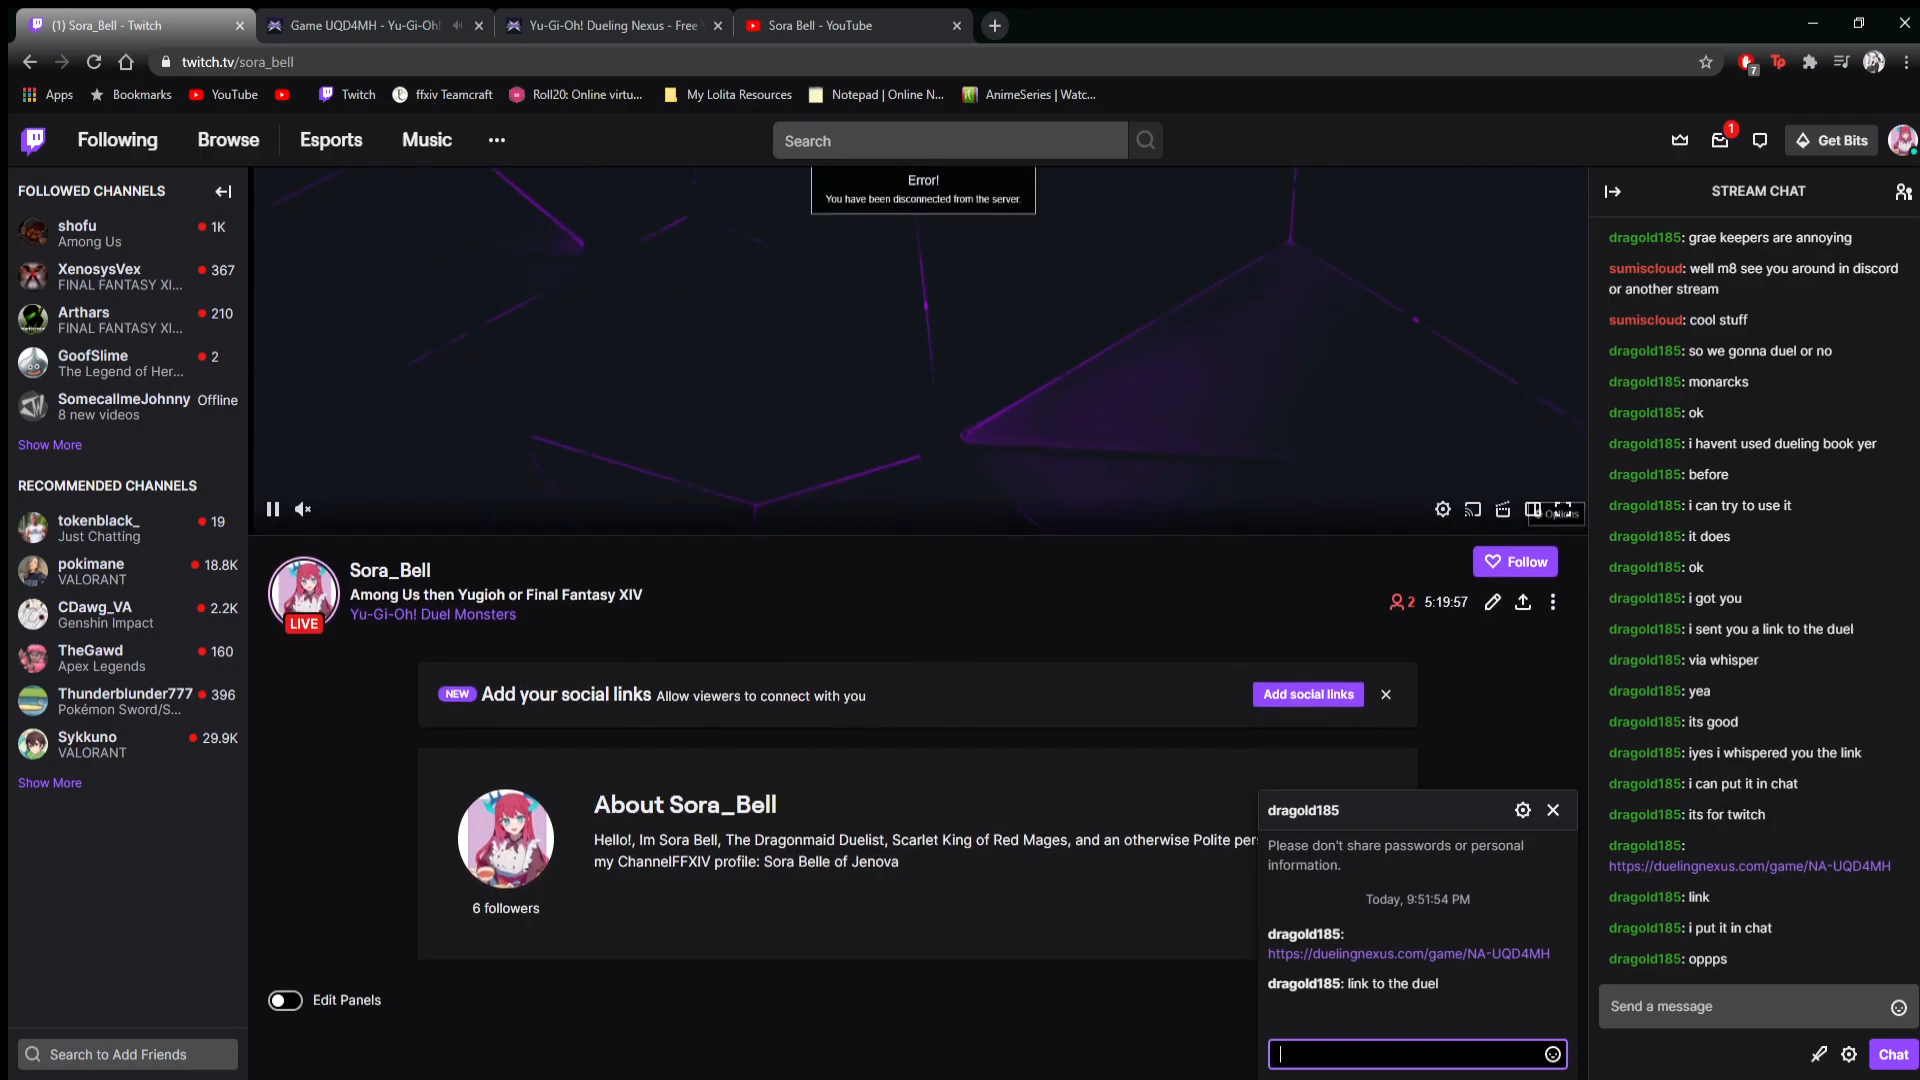 (1) Sora_Bell - Twitch
Game UQD4MH - Yu-Gi-Oh!
Yu-Gi-Oh! Dueling Nexus - Free
Sora Bell - YouTube
twitch.tv/sora_bell
7
Apps
Bookmarks
YouTube
Twitch
ffxiv Teamcraft
Roll20: Online virtu...
My Lolita Resources
Notepad | Online N...
AnimeSeries | Watc...
Following
Browse
Esports
Music
Search
1
Get Bits
FOLLOWED CHANNELS
shofu
1K
Among Us
XenosysVex
367
FINAL FANTASY XI...
Arthars
210
FINAL FANTASY XI...
GoofSlime
2
The Legend of Her...
SomecallmeJohnny
Offline
8 new videos
Show More
RECOMMENDED CHANNELS
tokenblack_
19
Just Chatting
pokimane
18.8K
VALORANT
CDawg_VA
2.2K
Genshin Impact
TheGawd
160
Apex Legends
Thunderblunder777
396
Pokémon Sword/S...
Sykkuno
29.9K
VALORANT
Show More
Search to Add Friends
Error!
You have been disconnected from the server.
Options
LIVE
Sora_Bell
Among Us then Yugioh or Final Fantasy XIV
Yu-Gi-Oh! Duel Monsters
Follow
2
5:19:57
NEW Add your social links Allow viewers to connect with you
Add social links
6 followers
About Sora_Bell
Hello!, Im Sora Bell, The Dragonmaid Duelist, Scarlet King of Red Mages, and an otherwise Polite per
my ChannelFFXIV profile: Sora Belle of Jenova
Edit Panels
dragold185
Please don't share passwords or personal
information.
Today, 9:51:54 PM
dragold185:
https://duelingnexus.com/game/NA-UQD4MH
dragold185: link to the duel
STREAM CHAT
dragold185: grae keepers are annoying
sumiscloud: well m8 see you around in discord
or another stream
sumiscloud: cool stuff
dragold185: so we gonna duel or no
dragold185: monarcks
dragold185: ok
dragold185: i havent used dueling book yer
dragold185: before
dragold185: i can try to use it
dragold185: it does
dragold185: ok
dragold185: i got you
dragold185: i sent you a link to the duel
dragold185: via whisper
dragold185: yea
dragold185: its good
dragold185: iyes i whispered you the link
dragold185: i can put it in chat
dragold185: its for twitch
dragold185:
https://duelingnexus.com/game/NA-UQD4MH
dragold185: link
dragold185: i put it in chat
dragold185: oppps
Send a message
Chat